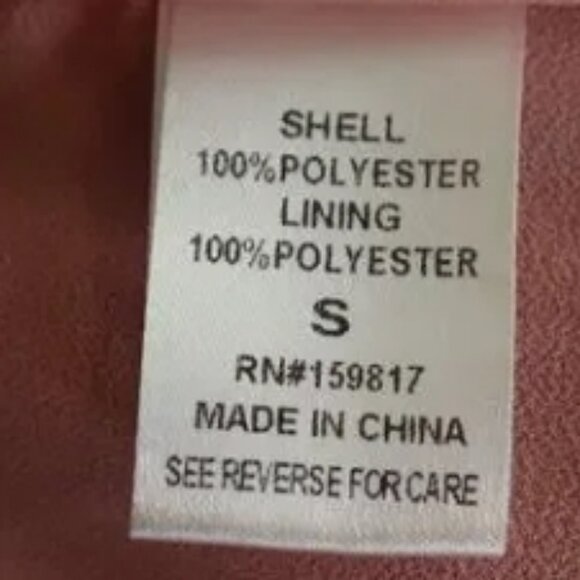 SHELL
100%POLYESTER
LINING
100%POLYESTER
S
RN#159817
MADE IN CHINA
SEE REVERSE FOR CARE